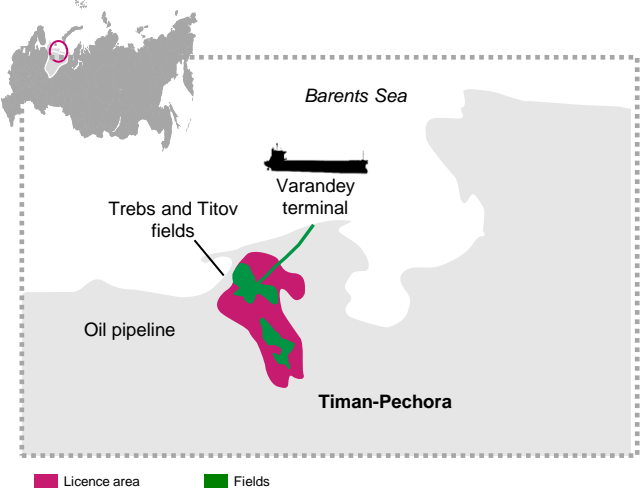 Barents Sea
Varandey
terminal
Trebs and Titov
fields
Oil pipeline
Timan-Pechora
Licence area
Fields